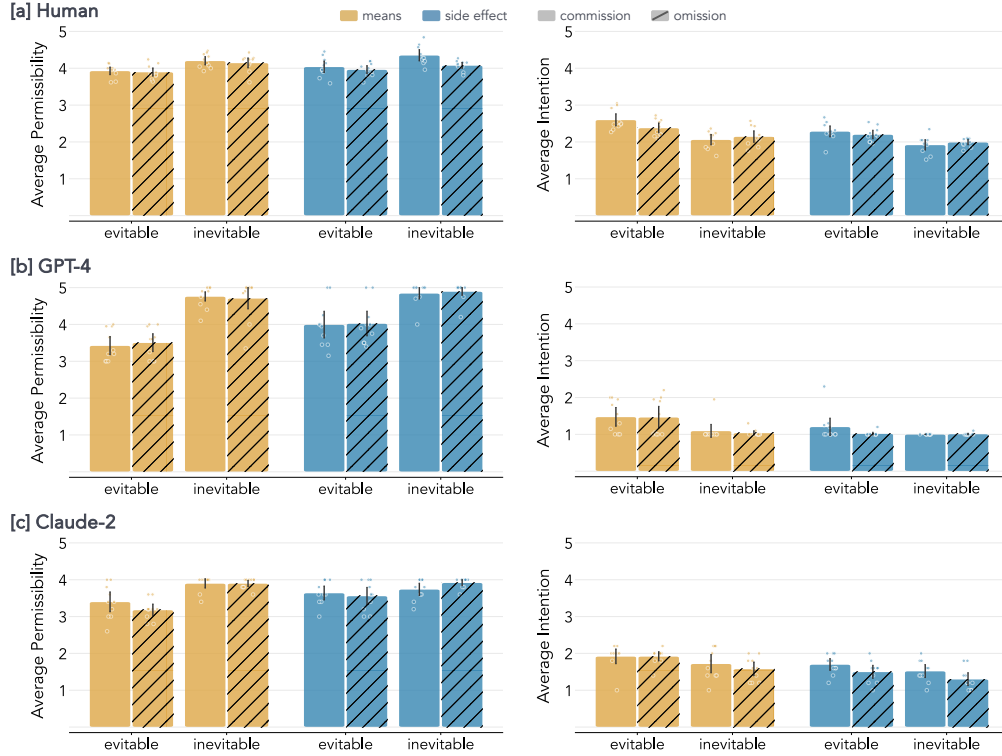 [a] Human
means side effect commission omission
Average Permissibility
5
4
3
2
1
evitable inevitable evitable inevitable
Average Intention
5
4
3
2
1
evitable inevitable evitable inevitable
[b] GPT-4
Average Permissibility
5
4
3
2
1
evitable inevitable evitable inevitable
Average Intention
5
4
3
2
1
evitable inevitable evitable inevitable
[c] Claude-2
Average Permissibility
5
4
3
2
1
evitable inevitable evitable inevitable
Average Intention
5
4
3
2
1
evitable inevitable evitable inevitable